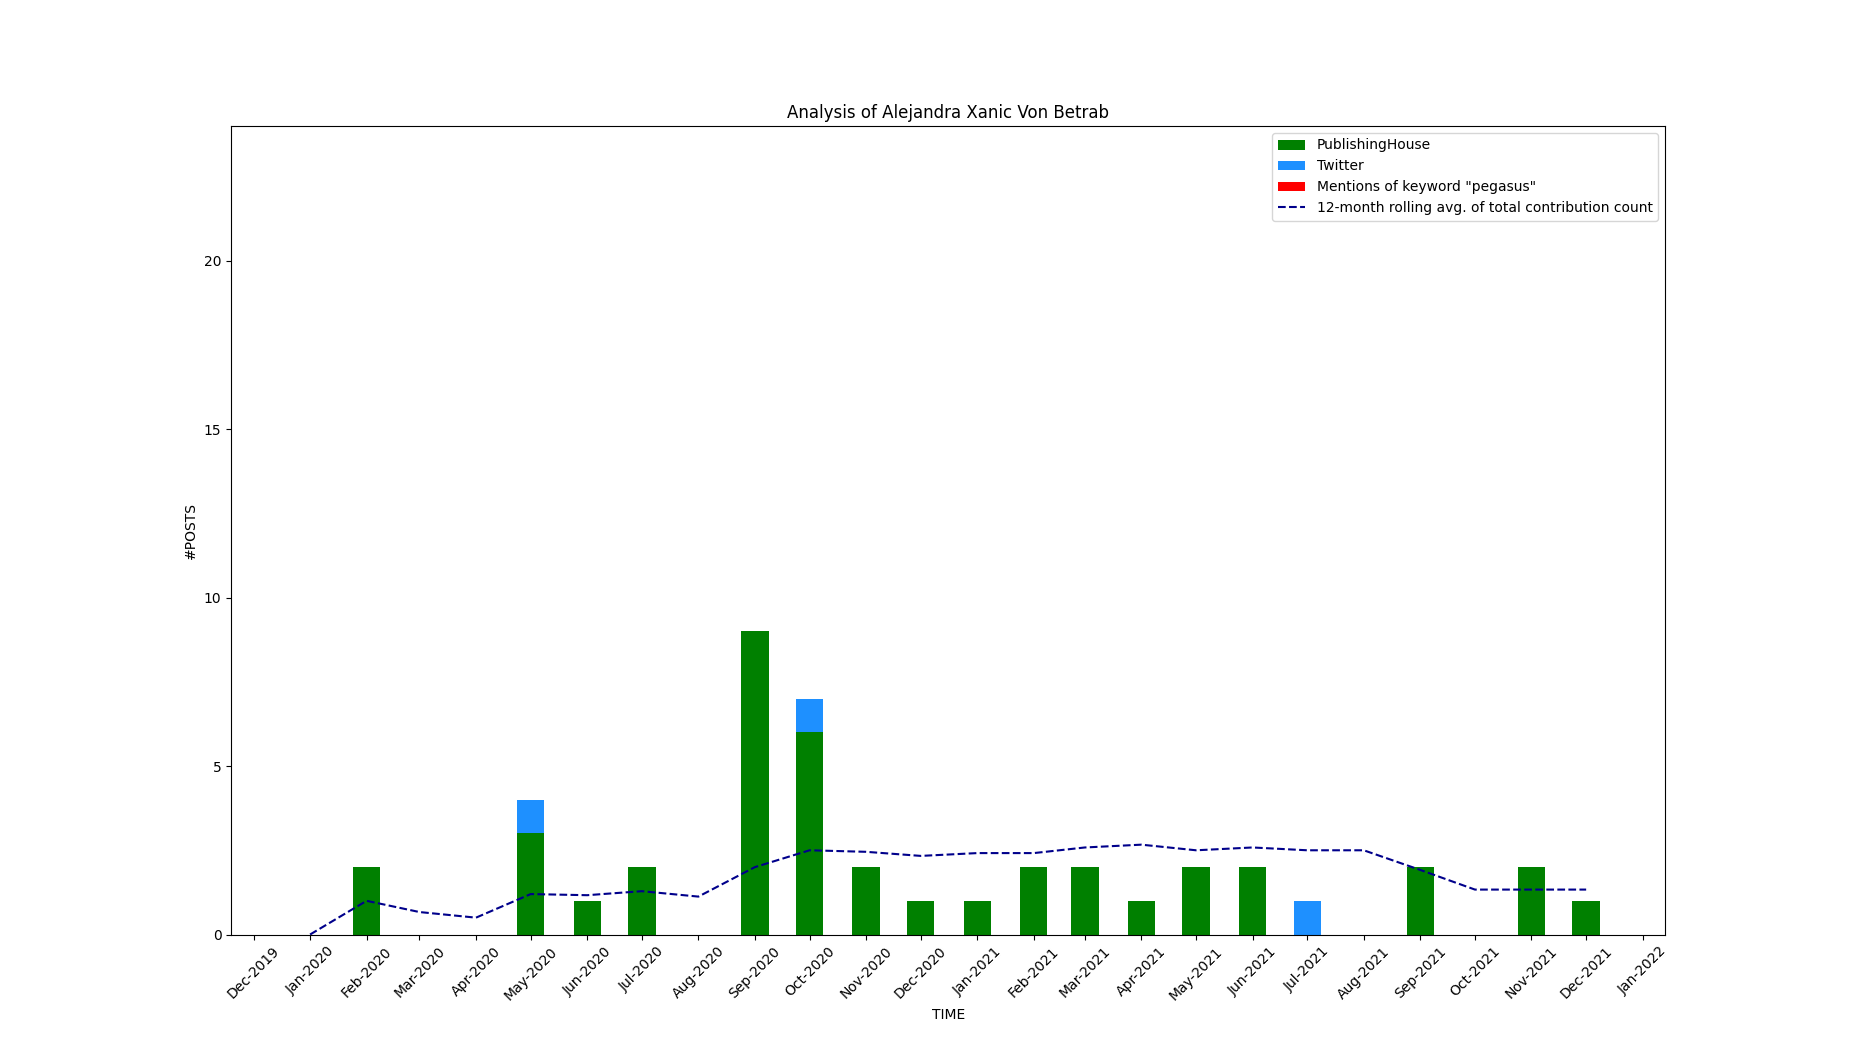 Analysis of Alejandra Xanic Von Betrab
PublishingHouse
Twitter
Mentions of keyword "pegasus"
12-month rolling avg. of total contribution count
#POSTS
20
15
10
5
0
Dec-2019
Jan-2020
Feb-2020
Mar-2020
Apr-2020
May-2020
Jun-2020
Jul-2020
Aug-2020
Sep-2020
Oct-2020
Nov-2020
Dec-2020
Jan-2021
Feb-2021
Mar-2021
Apr-2021
May-2021
Jun-2021
Jul-2021
Aug-2021
Sep-2021
Oct-2021
Nov-2021
Dec-2021
Jan-2022
TIME